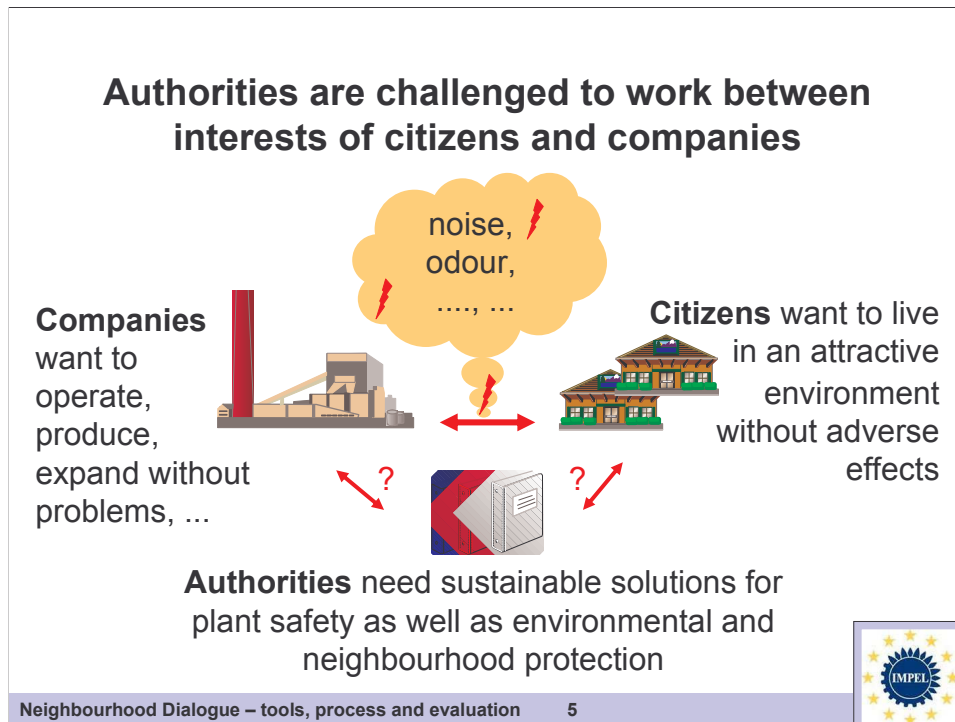 Authorities are challenged to work between
interests of citizens and companies
noise,
odour,
...., ...
Companies
want to
operate,
produce,
expand without
problems, ...
Citizens want to live
in an attractive
environment
without adverse
effects
?
?
Authorities need sustainable solutions for
plant safety as well as environmental and
neighbourhood protection
IMPEL
Neighbourhood Dialogue – tools, process and evaluation 5